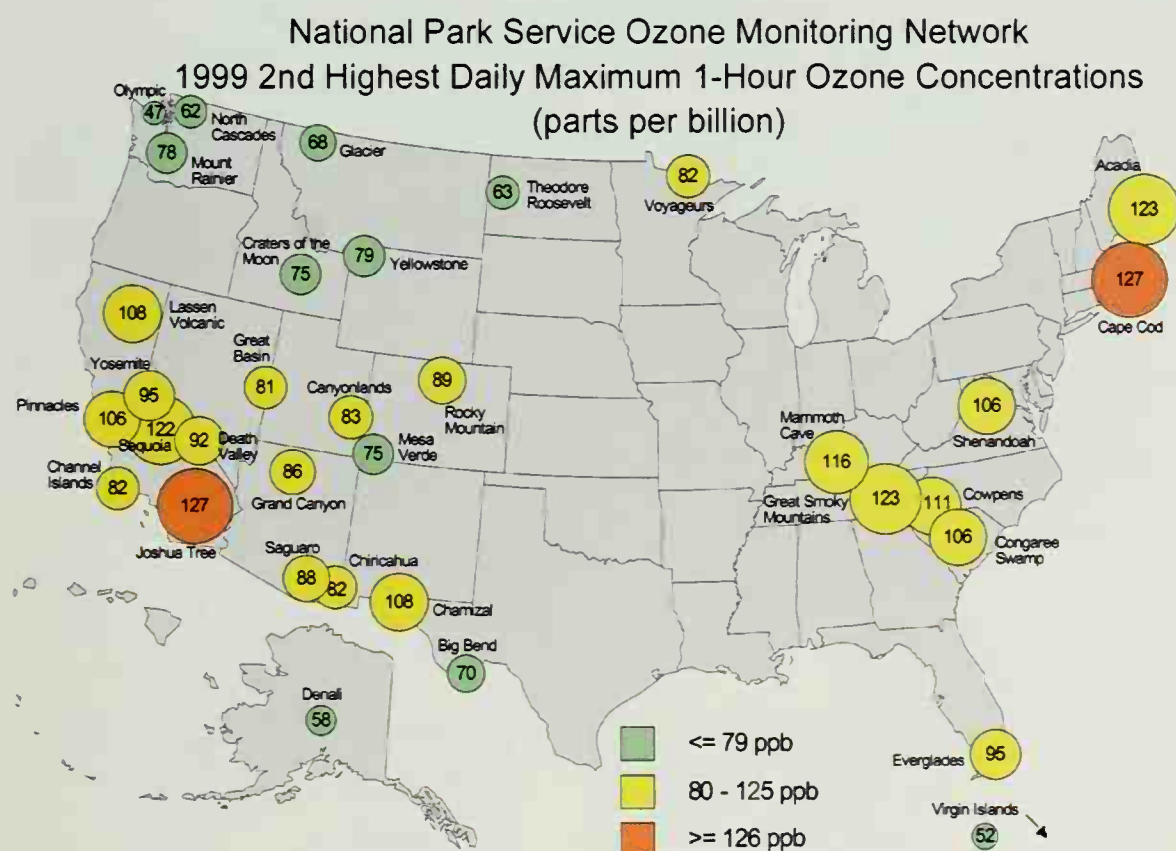 National Park Service Ozone Monitoring Network
1999 2nd Highest Daily Maximum 1-Hour Ozone Concentrations
(parts per billion)
Olympic
47
62
North
Cascades
78
Mount
Rainier
68
Glacier
63
Theodore
Roosevelt
82
Voyageurs
Acadia
123
127
Cape Cod
Craters of the
Moon
75
79
Yellowstone
108
Lassen
Volcanic
Great
Basin
81
Yosemite
95
Pinnacles
106
122
Sequoia
92
Death
Valley
Canyonlands
83
89
Rocky
Mountain
75
Mesa
Verde
Channel
Islands
82
127
Joshua Tree
86
Grand Canyon
Mammoth
Cave
116
106
Shenandoah
Great Smoky
Mountains
123
111
Cowpens
106
Congaree
Swamp
Saguaro
88
Chiricahua
82
108
Chamizal
Big Bend
70
Denali
58
Everglades
95
Virgin Islands
52
<= 79 ppb
80 - 125 ppb
>= 126 ppb